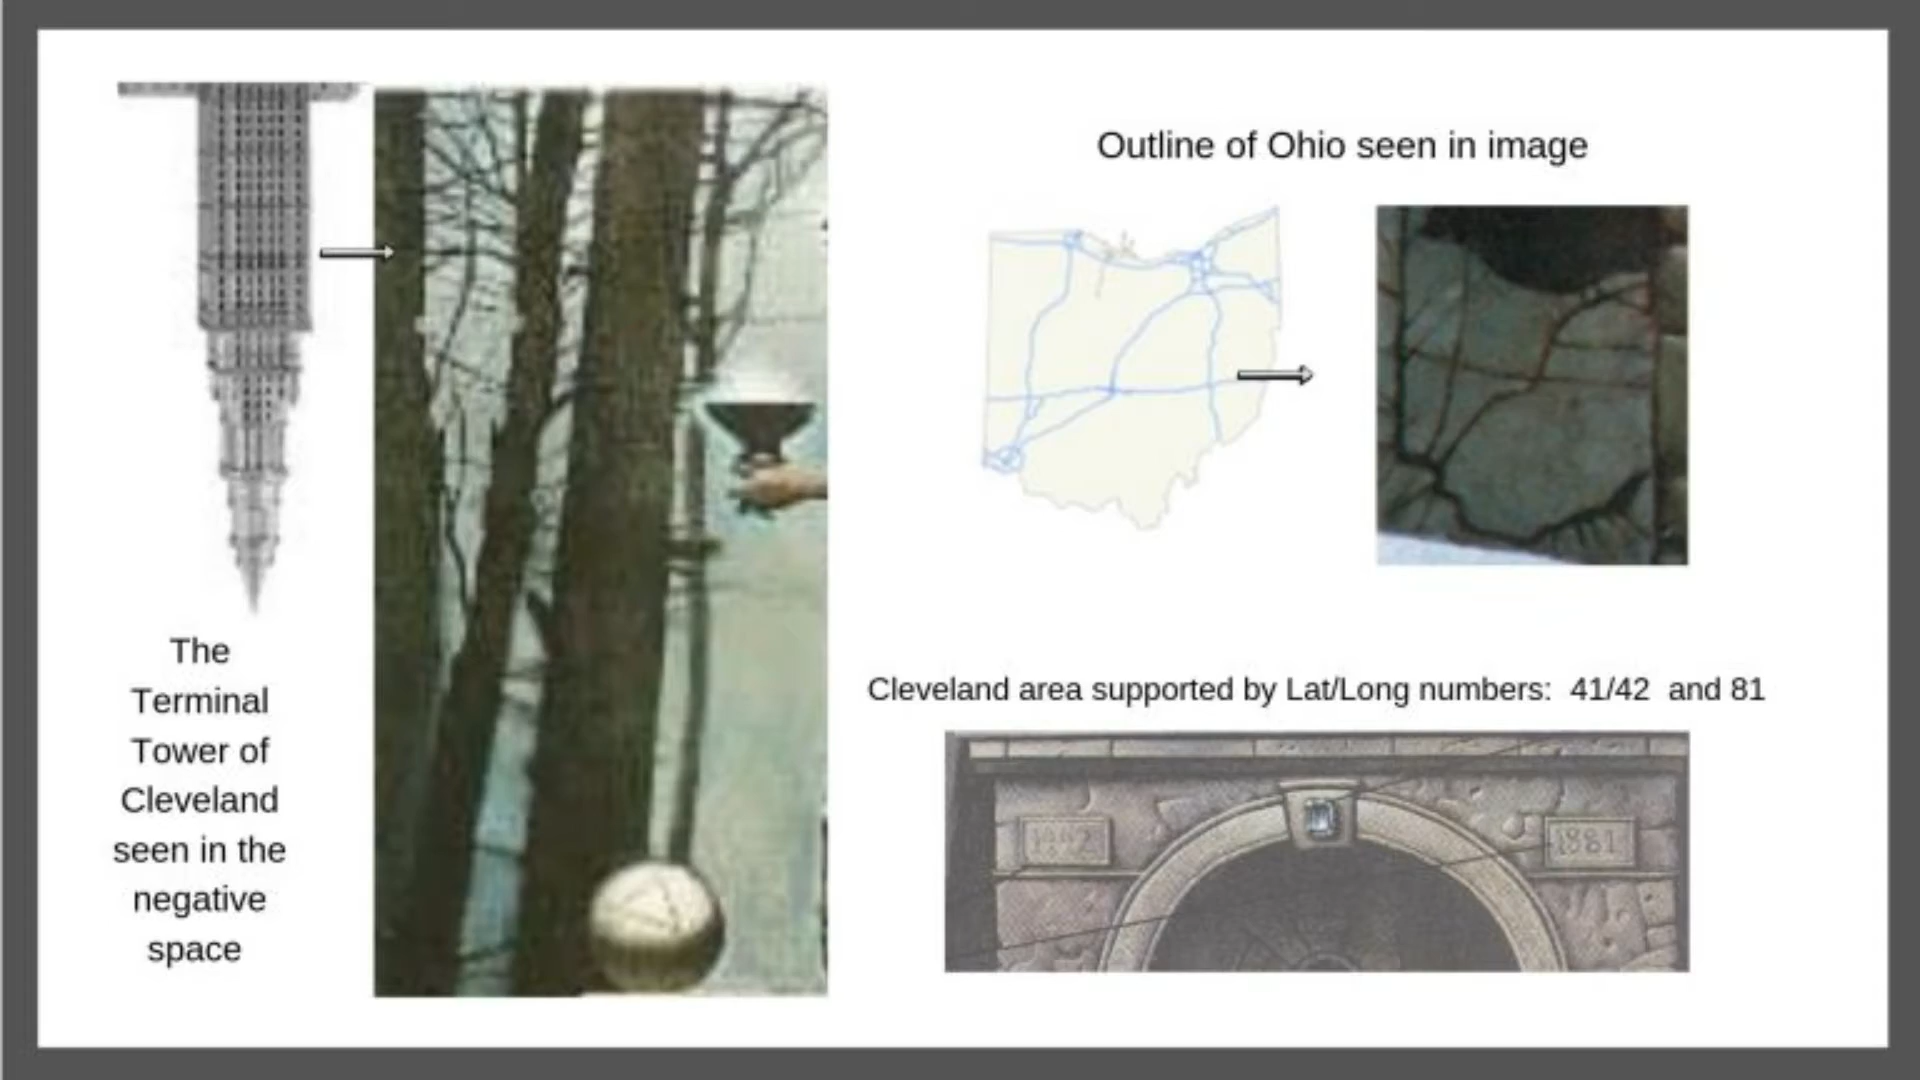 The
Terminal
Tower of
Cleveland
seen in the
negative
space
Outline of Ohio seen in image
Cleveland area supported by Lat/Long numbers:  41/42  and 81
1881